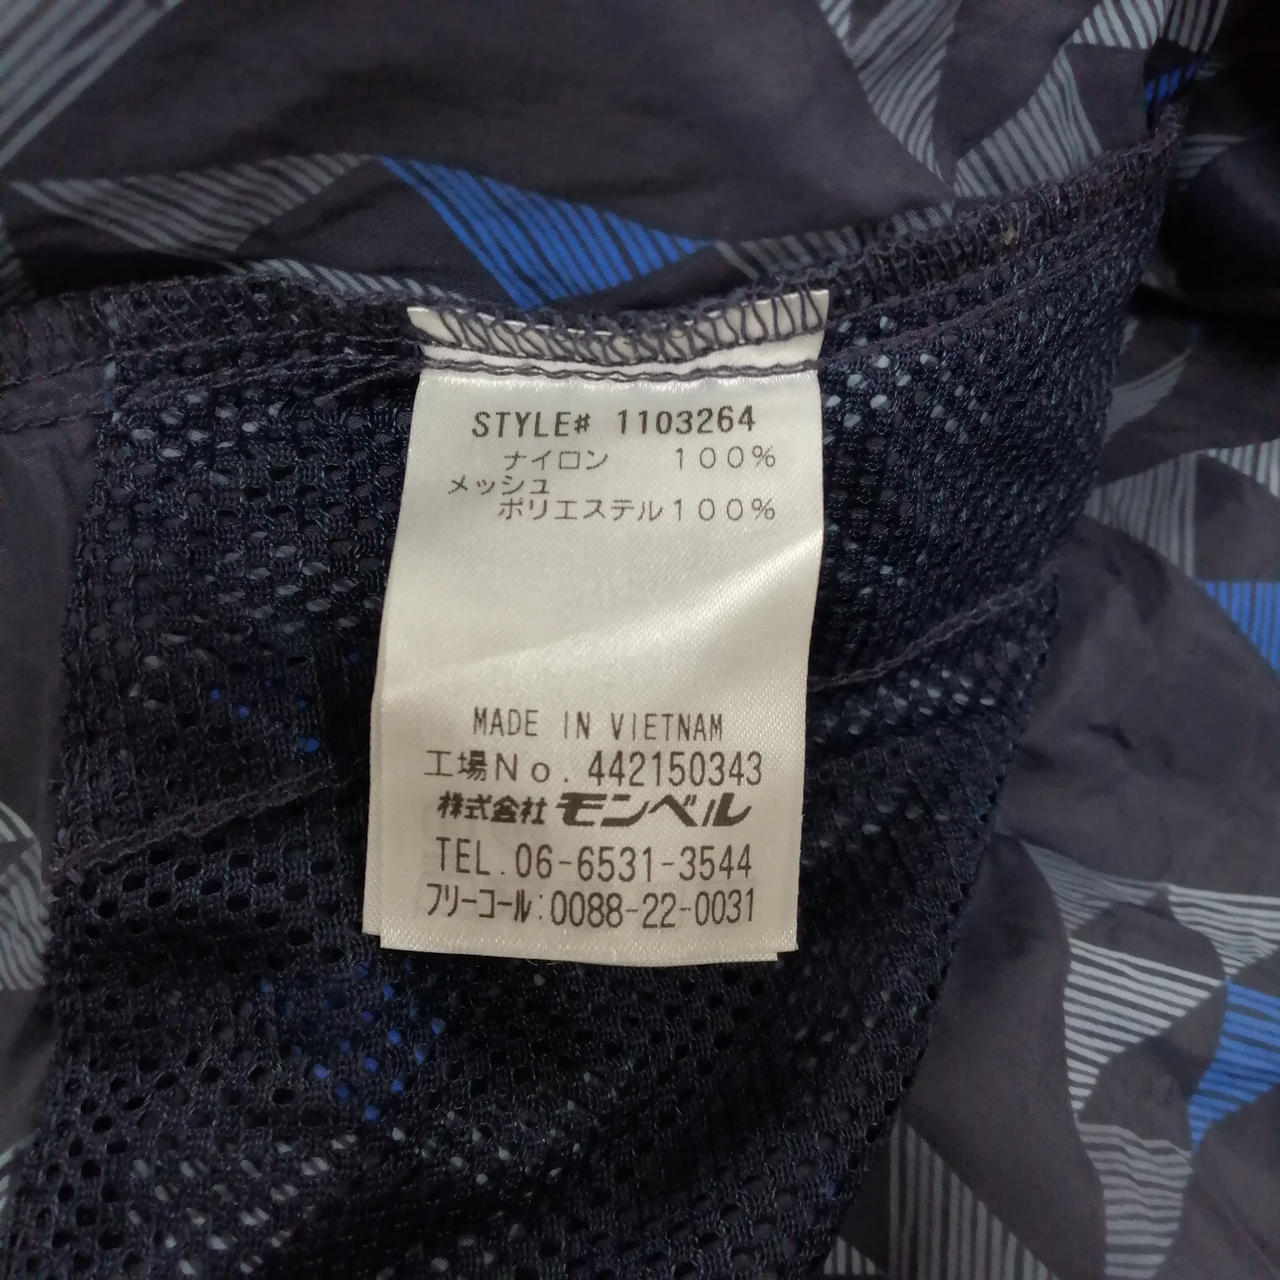 STYLE# 1103264
ナイロン 100%
メッシュ
ポリエステル100%
MADE IN VIETNAM
工場No. 442150343
株式会社 モンベル
TEL. 06-6531-3544
フリーコール:0088-22-0031